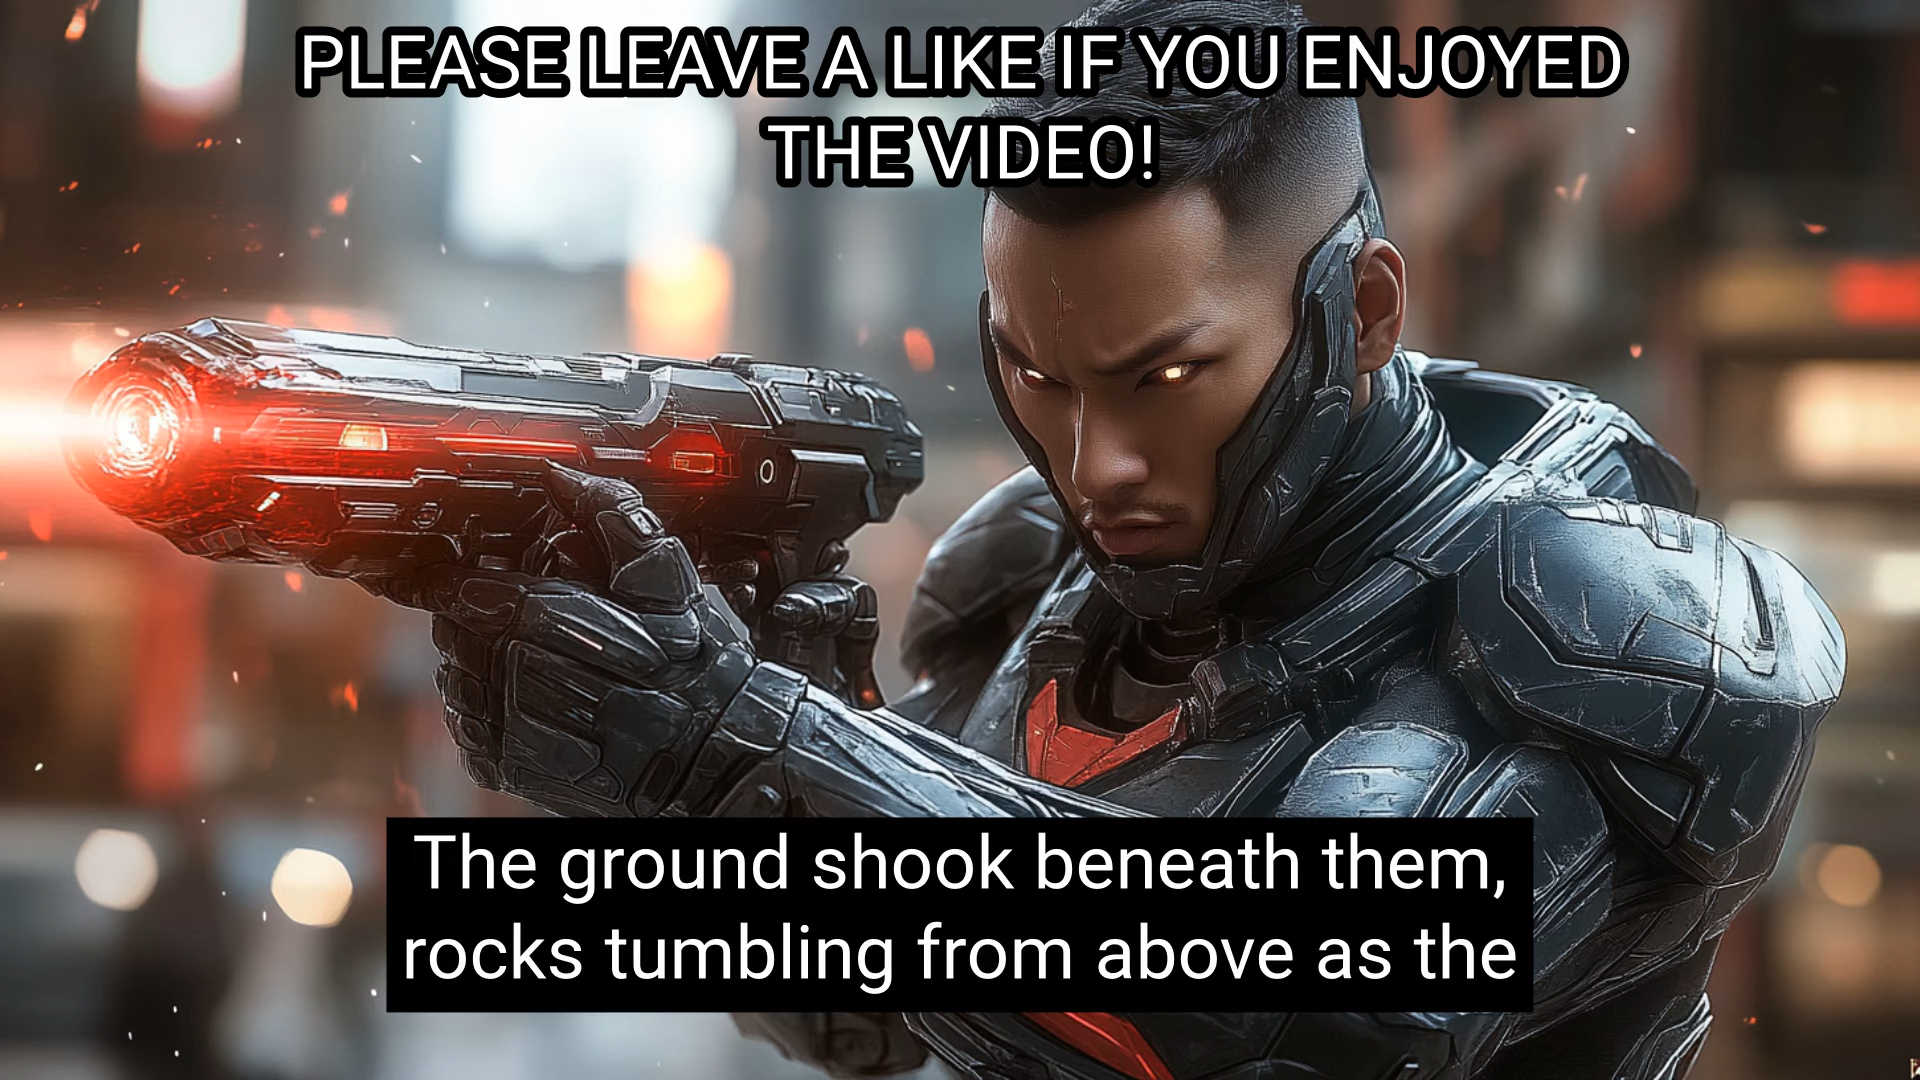 PLEASE LEAVE A LIKE IF YOU ENJOYED
THE VIDEO!
The ground shook beneath them,
rocks tumbling from above as the